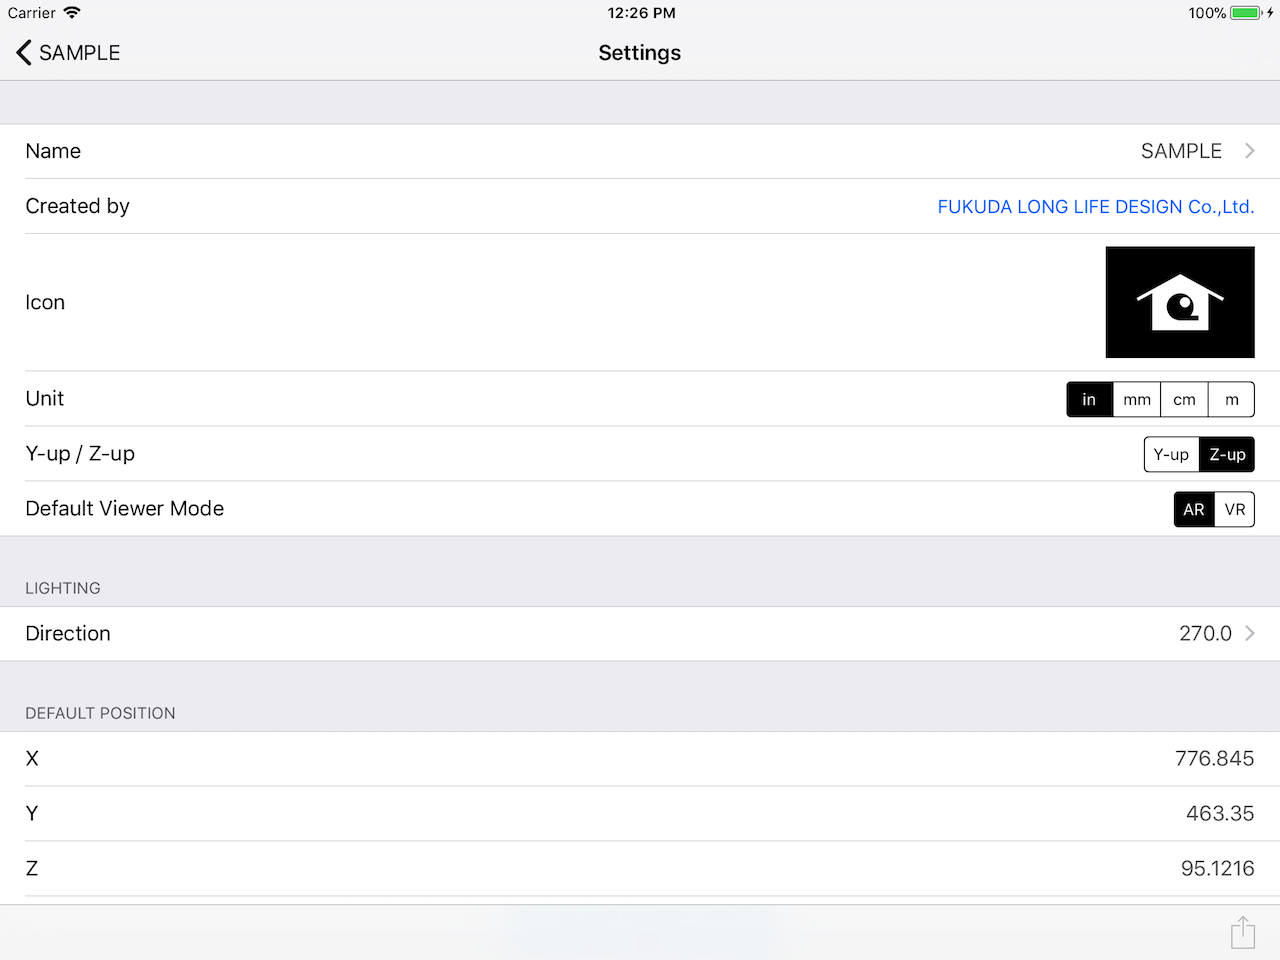 Carrier 12:26 PM 100%
SAMPLE Settings
Name SAMPLE
Created by FUKUDA LONG LIFE DESIGN Co.,Ltd.
Icon
Unit in mm cm m
Y-up / Z-up Y-up Z-up
Default Viewer Mode AR VR
LIGHTING
Direction 270.0
DEFAULT POSITION
X 776.845
Y 463.35
Z 95.1216